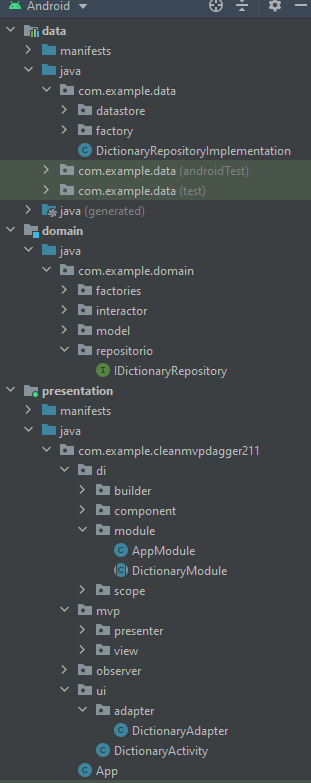 Android
data
manifests
java
com.example.data
datastore
factory
DictionaryRepositoryImplementation
com.example.data (androidTest)
com.example.data (test)
java (generated)
domain
java
com.example.domain
factories
interactor
model
repositorio
I IDictionaryRepository
presentation
manifests
java
com.example.cleanmvpdagger211
di
builder
component
module
C AppModule
C DictionaryModule
scope
mvp
presenter
view
observer
ui
adapter
C DictionaryAdapter
C DictionaryActivity
C App